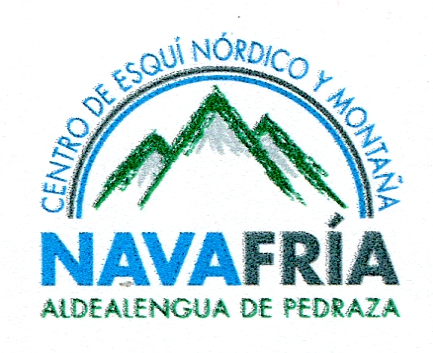 CENTRO DE ESQUÍ NÓRDICO Y MONTAÑA
NAVAFRÍA
ALDEALENGUA DE PEDRAZA